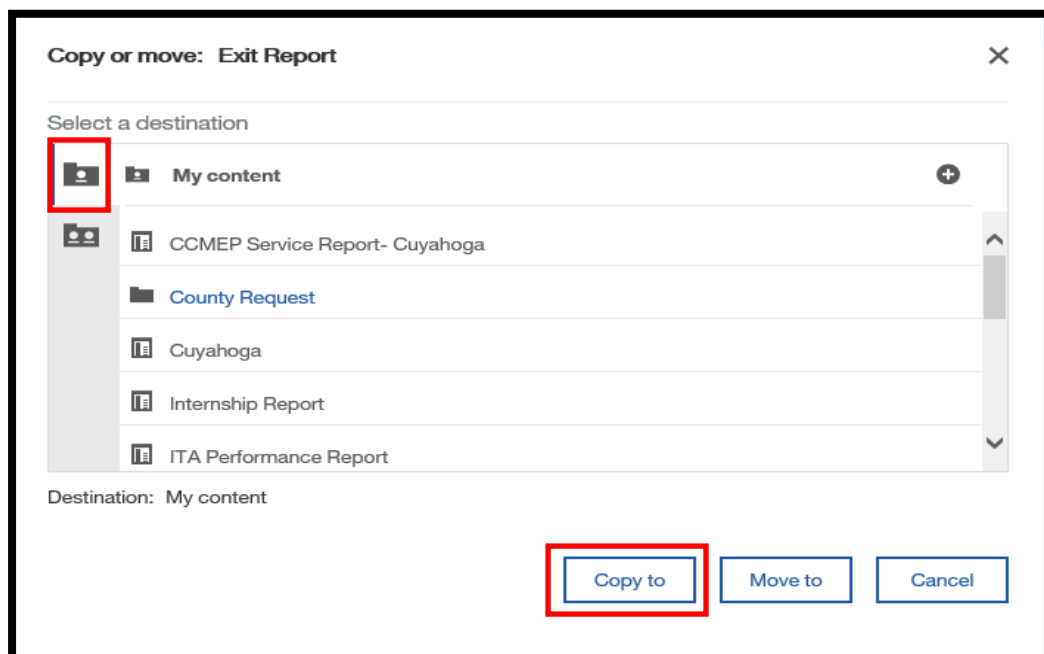 Copy or move: Exit Report
Select a destination
My content
CCMEP Service Report- Cuyahoga
County Request
Cuyahoga
Internship Report
ITA Performance Report
Destination: My content
Copy to
Move to
Cancel